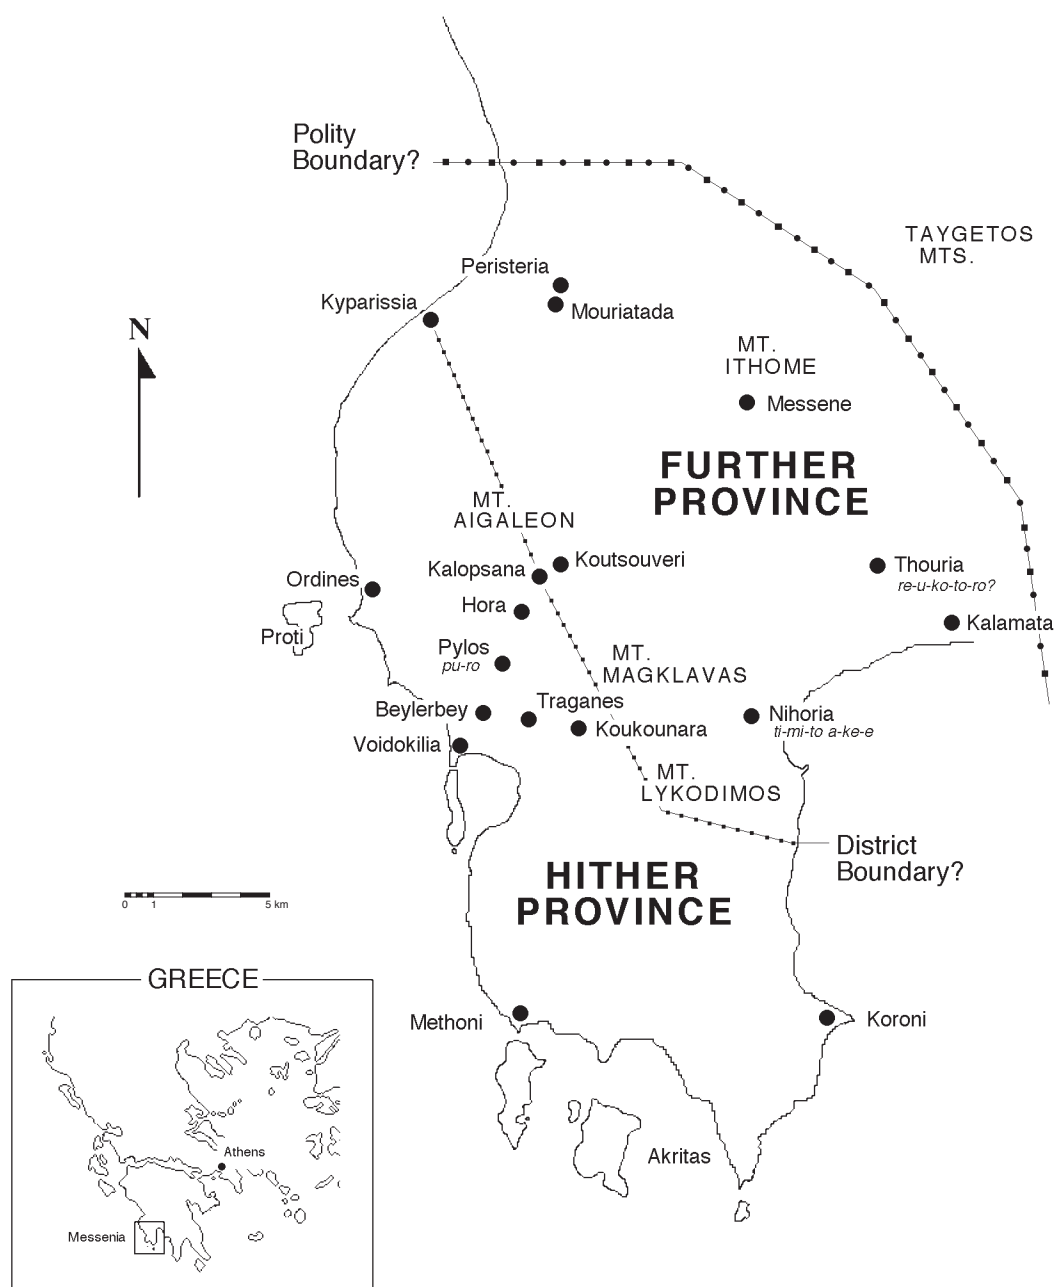 Polity
Boundary?
TAYGETOS
MTS.
Peristeria
Kyparissia
Mouriatada
N
MT.
ITHOME
Messene
FURTHER
PROVINCE
MT.
AIGALEON
Koutsouveri
Kalopsana
Thouria
re-u-ko-to-ro?
Ordines
Hora
Proti
Kalamata
Pylos
pu-ro
MT.
MAGKLAVAS
Traganes
Beylerbey
Koukounara
Nihoria
ti-mi-to a-ke-e
Voidokilia
MT.
LYKODIMOS
District
Boundary?
HITHER
PROVINCE
0 1 5 km
GREECE
Methoni
Koroni
Akritas
Athens
Messenia